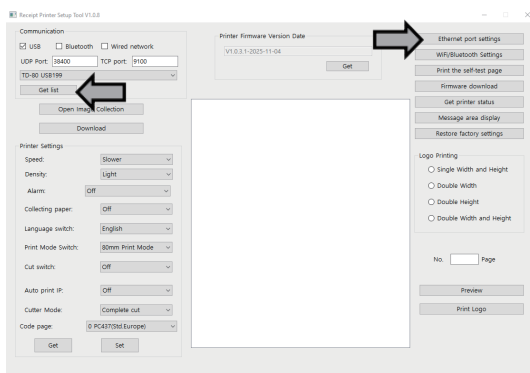 Receipt Printer Setup Tool V1.0.8
Communication
USB Bluetooth Wired network
UDP Port: 38400 TCP port: 9100
TD-80 USB199
Get list
Open Image Collection
Download
Printer Settings
Speed: Slower
Density: Light
Alarm: Off
Collecting paper: Off
Language switch: English
Print Mode Switch: 80mm Print Mode
Cut switch: Off
Auto print IP: Off
Cutter Mode: Complete cut
Code page: 0 PC437(Std.Europe)
Get Set
Printer Firmware Version Date
V1.0.3.1-2025-11-04
Get
Ethernet port settings
WiFi/Bluetooth Settings
Print the self-test page
Firmware download
Get printer status
Message area display
Restore factory settings
Logo Printing
Single Width and Height
Double Width
Double Height
Double Width and Height
No. Page
Preview
Print Logo